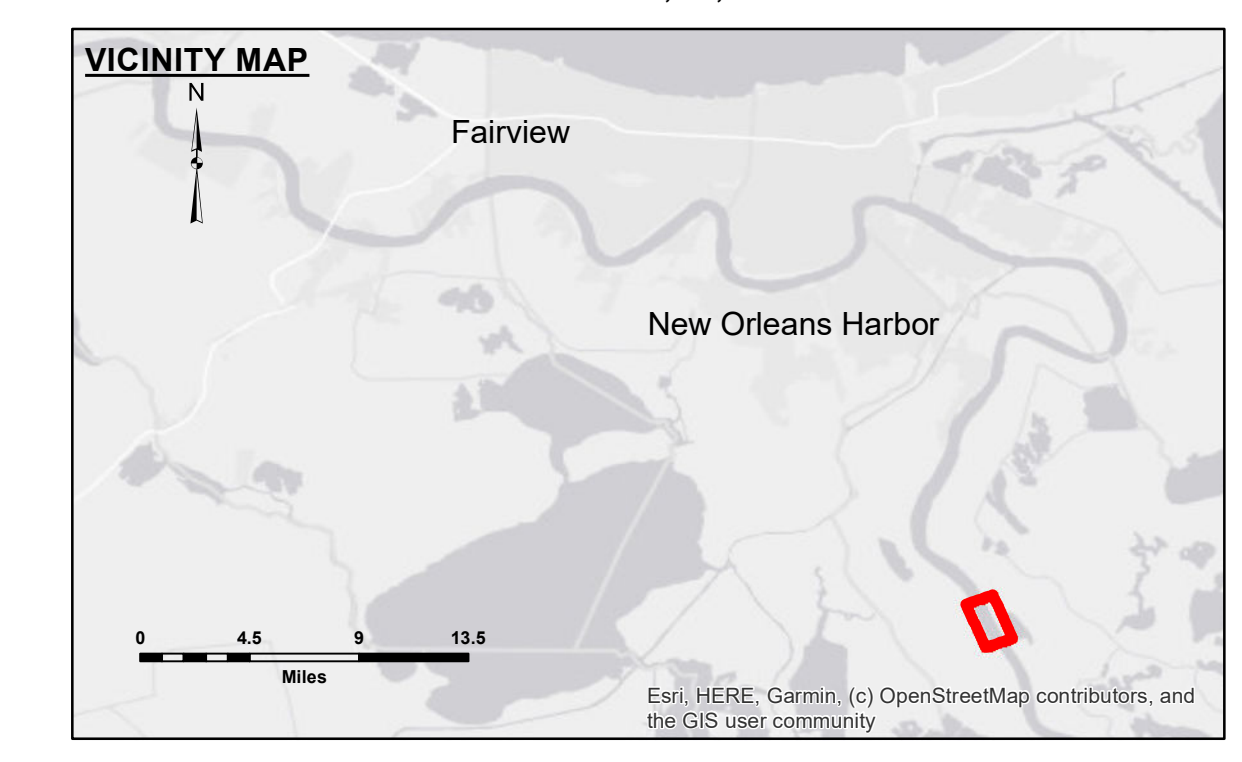 VICINITY MAP
N
Fairview
New Orleans Harbor
0 4.5 9 13.5
Miles
Esri, HERE, Garmin, (c) OpenStreetMap contributors, and
the GIS user community